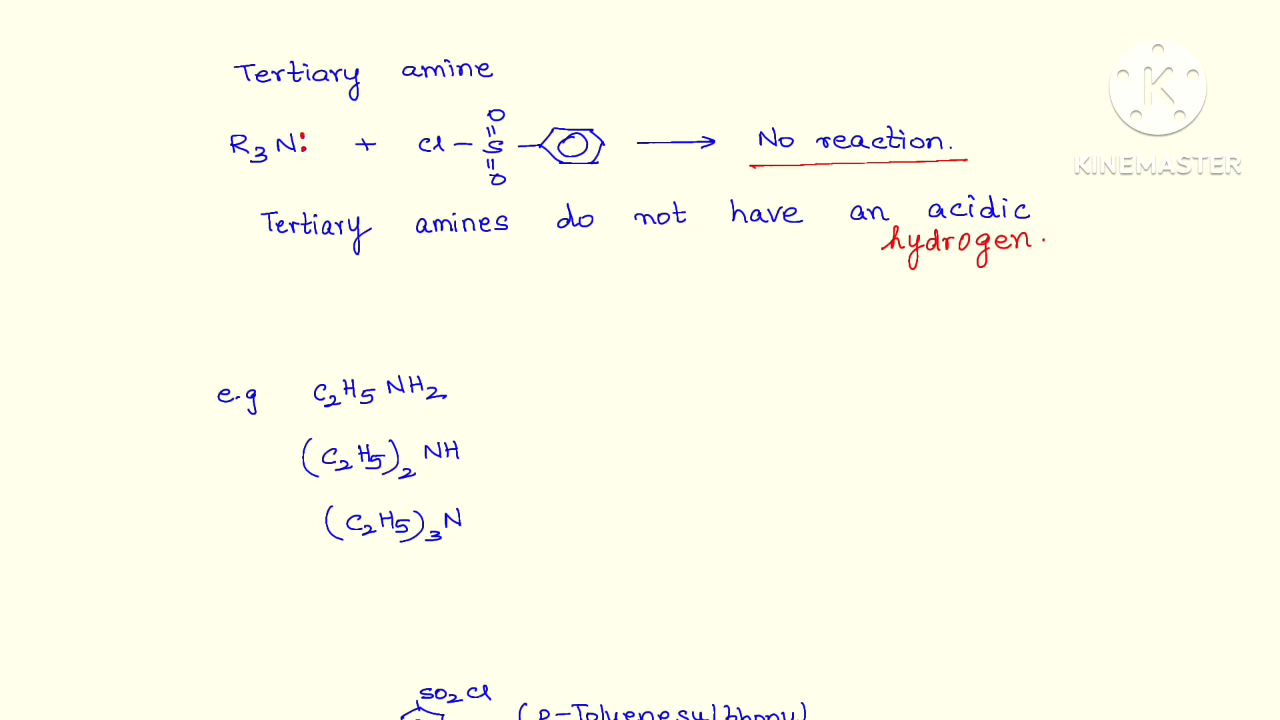 Tertiary amine
R3N: + Cl-S-
O
O
No reaction.
Tertiary amines do not have an acidic
hydrogen.
e.g C2H5NH2
(C2H5)2NH
(C2H5)3N
SO2Cl
(p-Toluenesulphony)
K
KINEMASTER